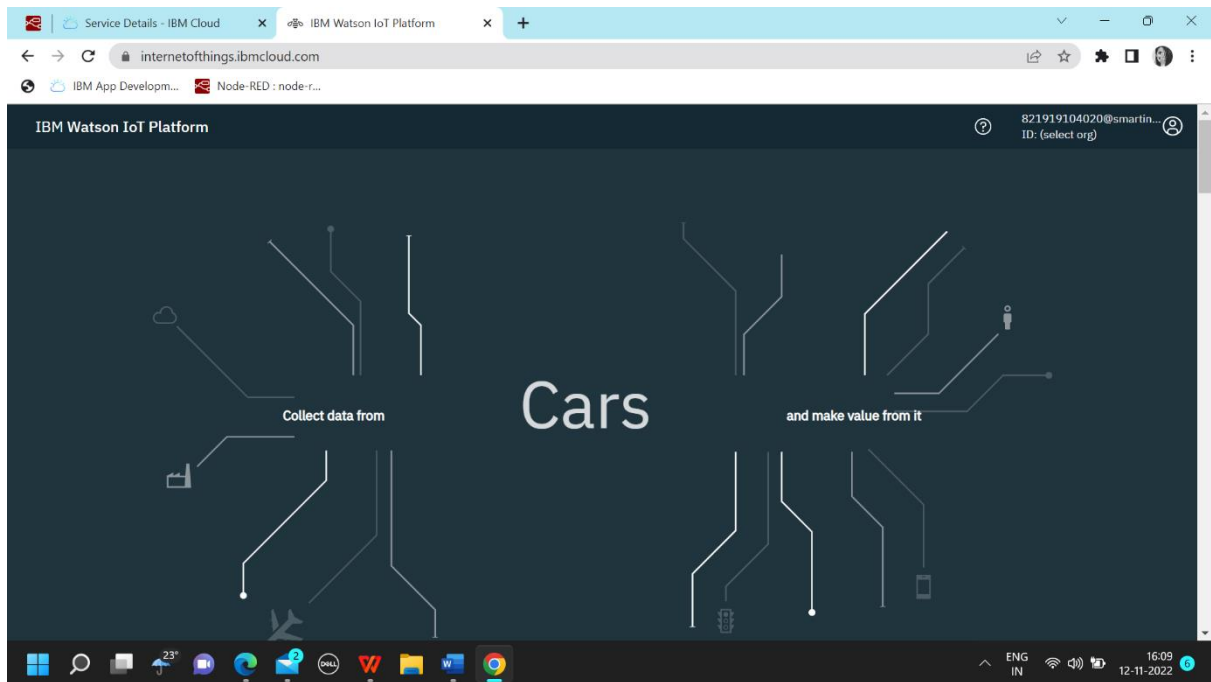 Service Details - IBM Cloud
IBM Watson IoT Platform
internetofthings.ibmcloud.com
IBM App Developm...
Node-RED : node-r...
IBM Watson IoT Platform
821919104020@smartin...
ID: (select org)
Collect data from
Cars
and make value from it
23°
2
DELL
W
W
ENG
IN
16:09
12-11-2022
6